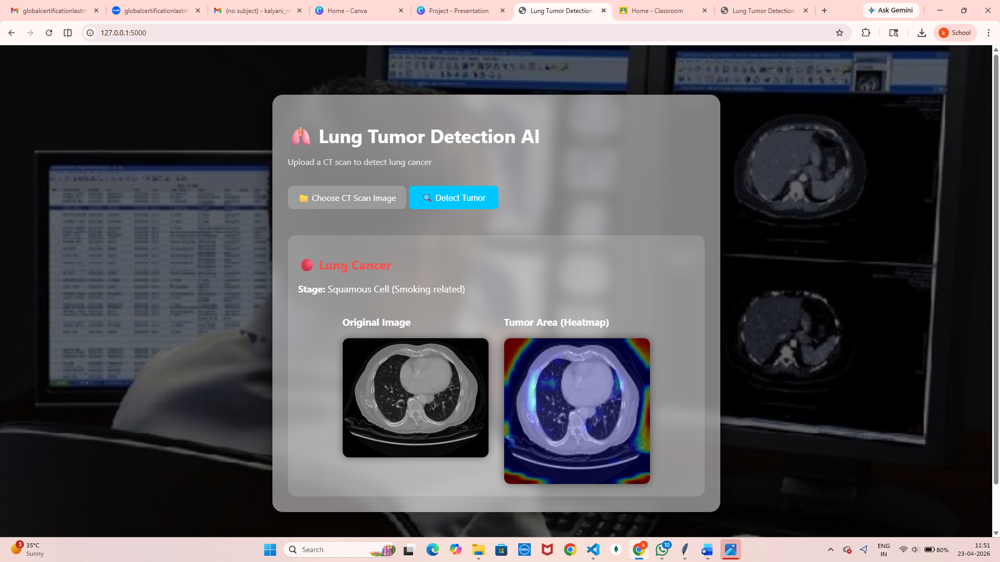 globalcertificationlastm
globalcertificationlastm
(no subject) - kalyani_m
Home - Canva
Project - Presentation
Lung Tumor Detection
Home - Classroom
Lung Tumor Detection
Ask Gemini
127.0.0.1:5000
k School
🫁 Lung Tumor Detection AI
Upload a CT scan to detect lung cancer
📁 Choose CT Scan Image
🔍 Detect Tumor
🔴 Lung Cancer
Stage: Squamous Cell (Smoking related)
Original Image
Tumor Area (Heatmap)
3
35°C
Sunny
Search
DELL
k
10
ENG
IN
80%
11:51
23-04-2026